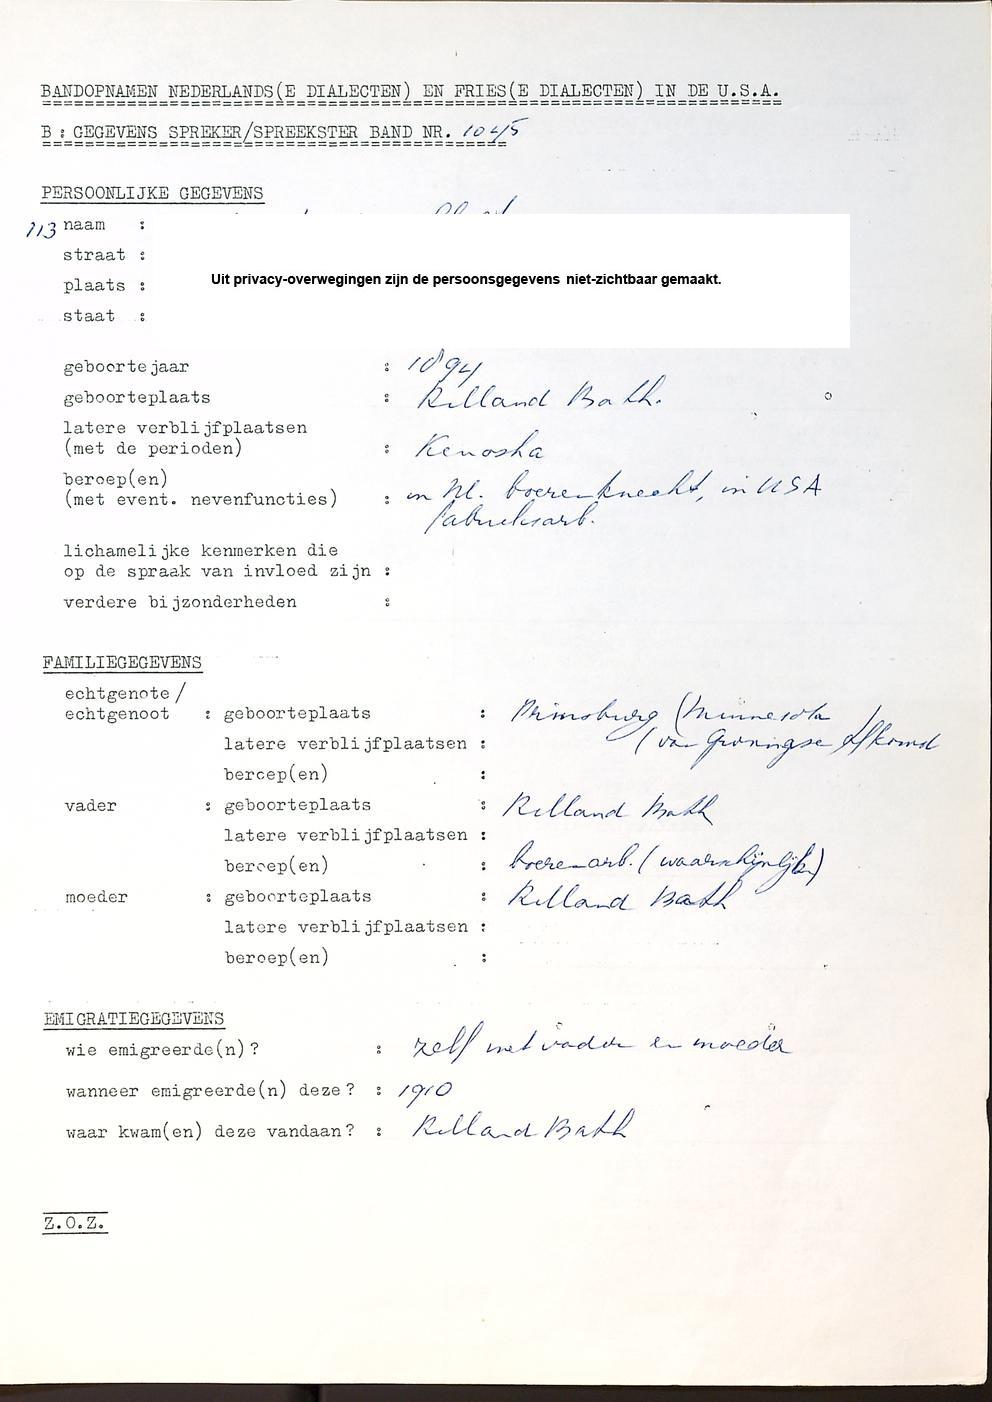 BANDOPNAMEN NEDERLANDS(E DIALECTEN) EN FRIES(E DIALECTEN) IN DE U.S.A.
B: GEGEVENS SPREKER/SPREEKSTER BAND NR. 1045
PERSOONLIJKE GEGEVENS
113 naam :
straat :
Uit privacy-overwegingen zijn de persoonsgegevens niet-zichtbaar gemaakt.
plaats :
staat :
geboortejaar : 1894
geboorteplaats : Rilland Bath.
latere verblijfplaatsen
(met de perioden) : Kenosha
beroep(en)
(met event. nevenfuncties) : in Nl. boerenknecht, in USA
fabrieksarb.
lichamelijke kenmerken die
op de spraak van invloed zijn :
verdere bijzonderheden :
FAMILIEGEGEVENS
echtgenote/
echtgenoot : geboorteplaats : Prinsburg (Minnesota
latere verblijfplaatsen : (van Groningse afkomst
beroep(en) :
vader : geboorteplaats : Rilland Bath
latere verblijfplaatsen :
beroep(en) : boerenarb. (waarschijnlijk)
moeder : geboorteplaats : Rilland Bath
latere verblijfplaatsen :
beroep(en) :
EMIGRATIEGEGEVENS
wie emigreerde(n)? : zelf met vader en moeder
wanneer emigreerde(n) deze? : 1910
waar kwam(en) deze vandaan? : Rilland Bath
Z.O.Z.